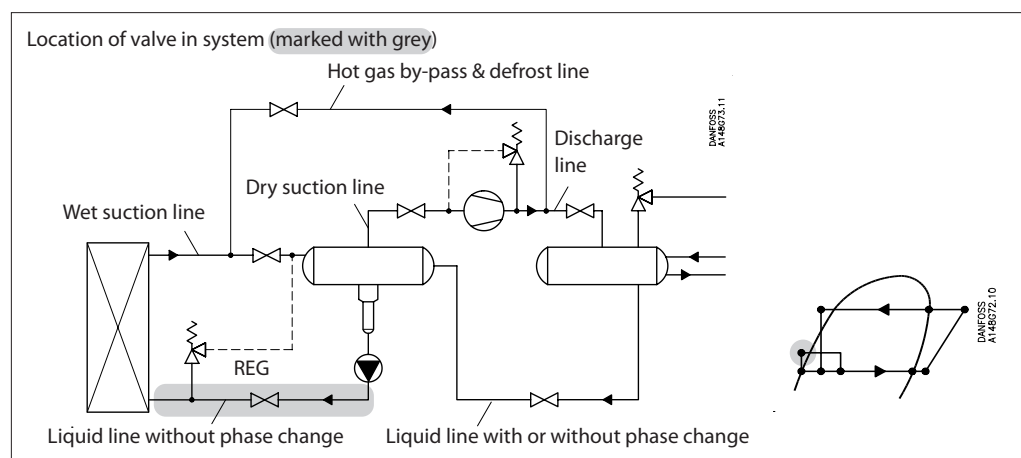 Location of valve in system (marked with grey)
Hot gas by-pass & defrost line
DANFOSS
A148G73.11
Discharge
line
Dry suction line
Wet suction line
DANFOSS
A148G72.10
REG
Liquid line without phase change
Liquid line with or without phase change